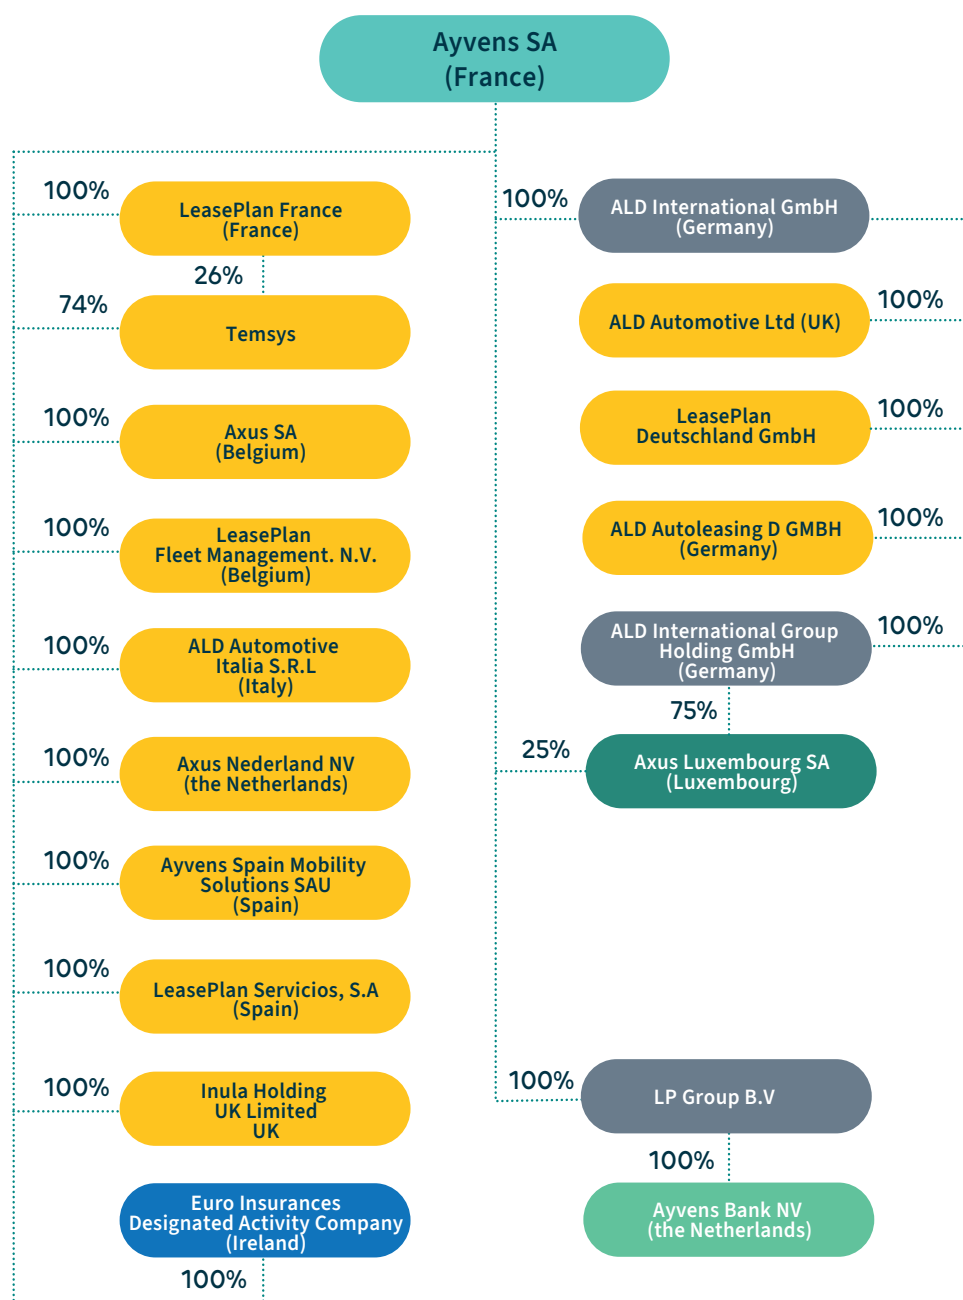 Ayvens SA
(France)
100%
LeasePlan France
(France)
26%
74%
Temsys
100%
Axus SA
(Belgium)
100%
LeasePlan
Fleet Management. N.V.
(Belgium)
100%
ALD Automotive
Italia S.R.L
(Italy)
100%
Axus Nederland NV
(the Netherlands)
100%
Ayvens Spain Mobility
Solutions SAU
(Spain)
100%
LeasePlan Servicios, S.A
(Spain)
100%
Inula Holding
UK Limited
UK
Euro Insurances
Designated Activity Company
(Ireland)
100%
100%
ALD International GmbH
(Germany)
ALD Automotive Ltd (UK)
100%
LeasePlan
Deutschland GmbH
100%
ALD Autoleasing D GMBH
(Germany)
100%
ALD International Group
Holding GmbH
(Germany)
100%
75%
25%
Axus Luxembourg SA
(Luxembourg)
100%
LP Group B.V
100%
Ayvens Bank NV
(the Netherlands)